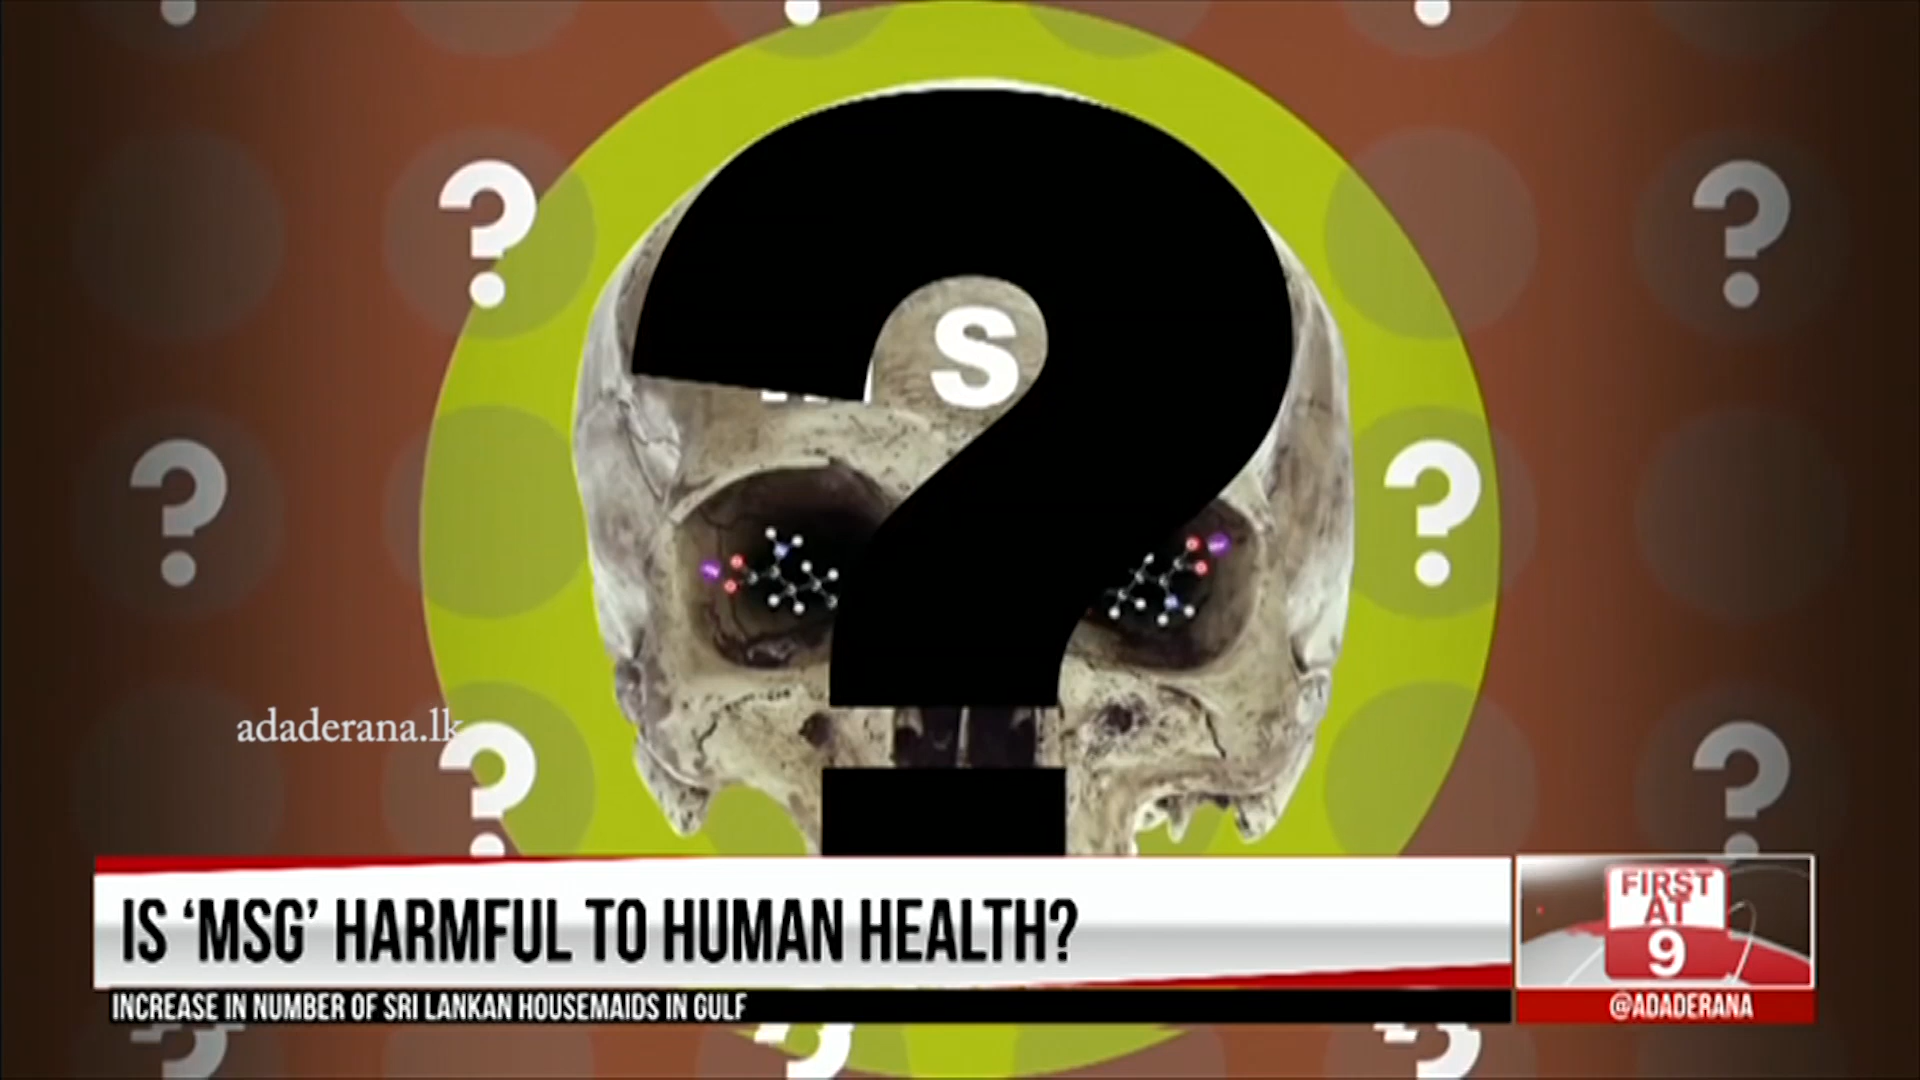 S
adaderana.lk
IS ‘MSG’ HARMFUL TO HUMAN HEALTH?
INCREASE IN NUMBER OF SRI LANKAN HOUSEMAIDS IN GULF
FIRST
AT
9
@ADADERANA